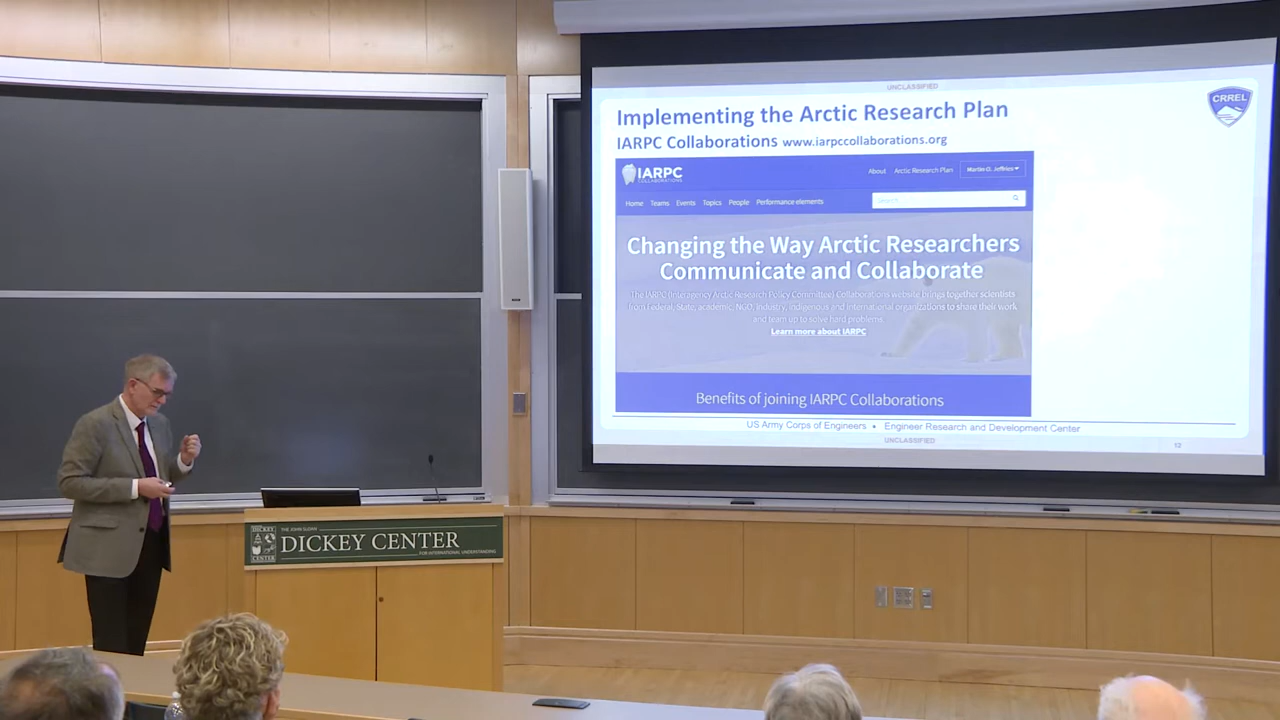 UNCLASSIFIED
Implementing the Arctic Research Plan
CRREL
IARPC Collaborations www.iarpccollaborations.org
IARPC
COLLABORATIONS
About Arctic Research Plan Martin O. Jeffries
Home Teams Events Topics People Performance elements
Search
Changing the Way Arctic Researchers
Communicate and Collaborate
The IARPC (Interagency Arctic Research Policy Committee) Collaborations website brings together scientists
from Federal, State, academic, NGO, industry, indigenous and international organizations to share their work
and team up to solve hard problems.
Learn more about IARPC
Benefits of joining IARPC Collaborations
US Army Corps of Engineers • Engineer Research and Development Center
UNCLASSIFIED
12
DICKEY
CENTER
THE JOHN SLOAN
DICKEY CENTER
FOR INTERNATIONAL UNDERSTANDING